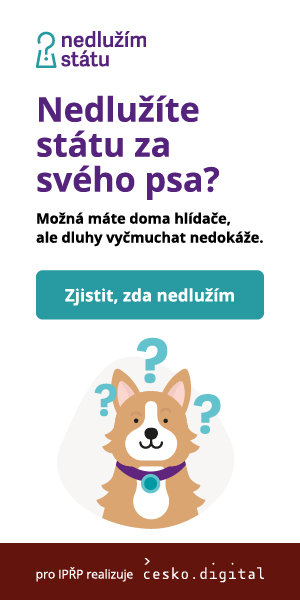 nedlužím
státu
Nedlužíte
státu za
svého psa?
Možná máte doma hlídače,
ale dluhy vyčmuchat nedokáže.
Zjistit, zda nedlužím
? ? ?
pro IPŘP realizuje cesko.digital